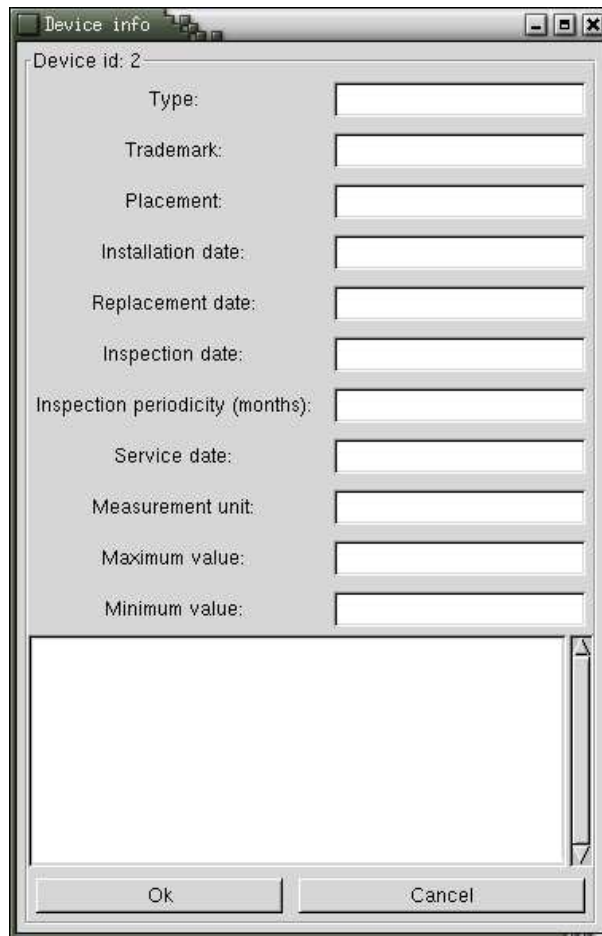 Device info
Device id: 2
Type:
Trademark:
Placement:
Installation date:
Replacement date:
Inspection date:
Inspection periodicity (months):
Service date:
Measurement unit:
Maximum value:
Minimum value:
Ok Cancel